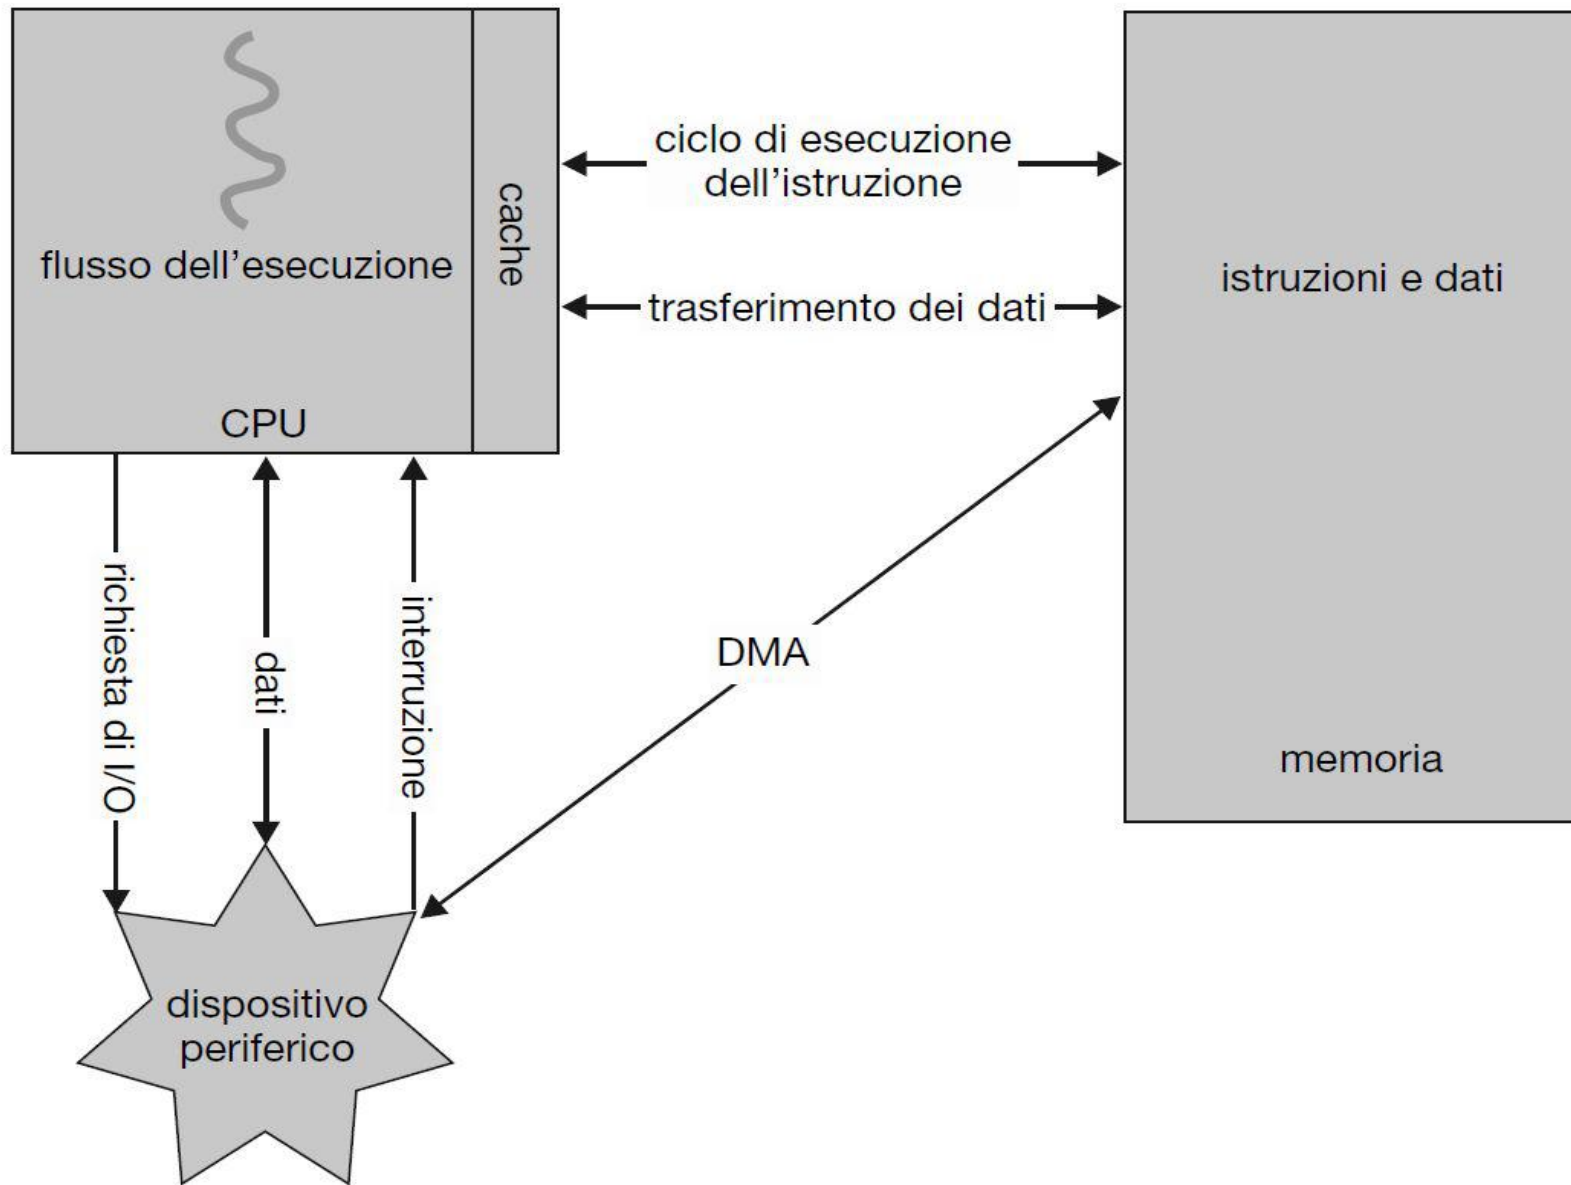 flusso dell’esecuzione
CPU
cache
ciclo di esecuzione
dell’istruzione
trasferimento dei dati
istruzioni e dati
memoria
richiesta di I/O
dati
interruzione
DMA
dispositivo
periferico